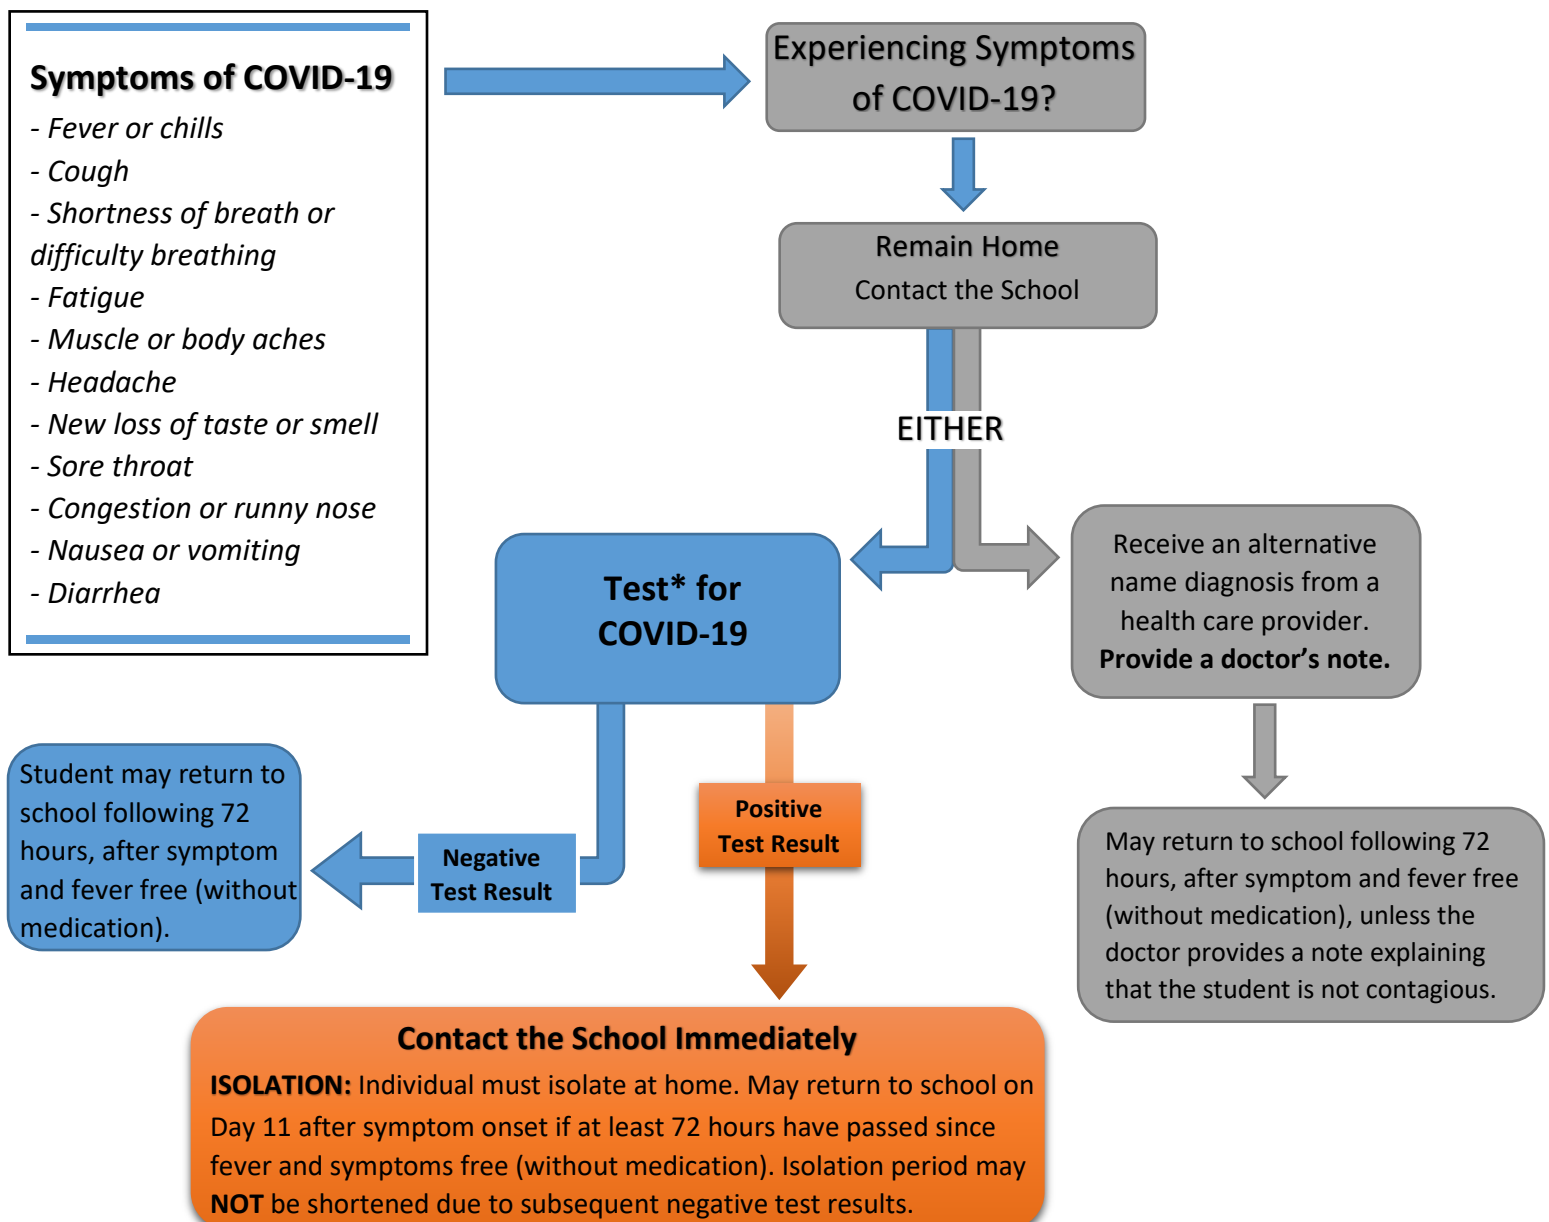 Symptoms of COVID-19
- Fever or chills
- Cough
- Shortness of breath or
difficulty breathing
- Fatigue
- Muscle or body aches
- Headache
- New loss of taste or smell
- Sore throat
- Congestion or runny nose
- Nausea or vomiting
- Diarrhea
Experiencing Symptoms
of COVID-19?
Remain Home
Contact the School
EITHER
Test* for
COVID-19
Receive an alternative
name diagnosis from a
health care provider.
Provide a doctor’s note.
Student may return to
school following 72
hours, after symptom
and fever free (without
medication).
Negative
Test Result
Positive
Test Result
May return to school following 72
hours, after symptom and fever free
(without medication), unless the
doctor provides a note explaining
that the student is not contagious.
Contact the School Immediately
ISOLATION: Individual must isolate at home. May return to school on
Day 11 after symptom onset if at least 72 hours have passed since
fever and symptoms free (without medication). Isolation period may
NOT be shortened due to subsequent negative test results.